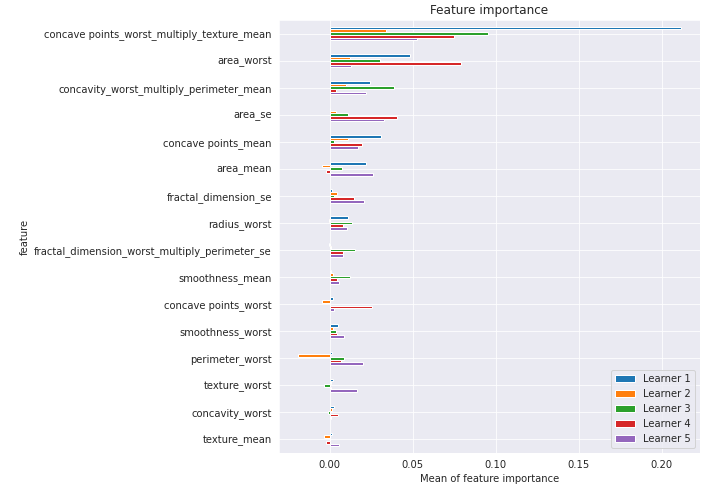 Feature importance
concave points_worst_multiply_texture_mean
area_worst
concavity_worst_multiply_perimeter_mean
area_se
concave points_mean
area_mean
fractal_dimension_se
radius_worst
feature
fractal_dimension_worst_multiply_perimeter_se
smoothness_mean
concave points_worst
smoothness_worst
perimeter_worst
texture_worst
concavity_worst
texture_mean
Learner 1
Learner 2
Learner 3
Learner 4
Learner 5
0.00 0.05 0.10 0.15 0.20
Mean of feature importance